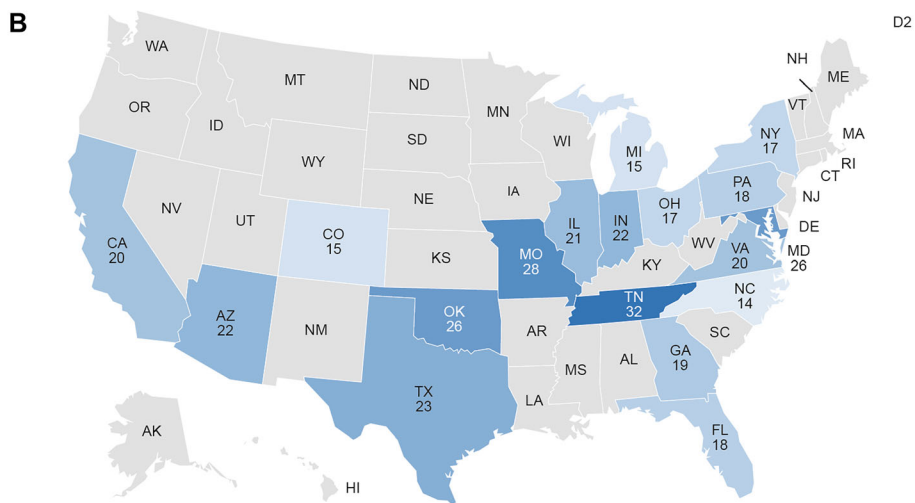 B
D2
WA
MT
ND
MN
NH
ME
VT
OR
ID
SD
WI
MI
15
NY
17
MA
RI
CT
WY
IA
PA
18
NJ
NE
NV
UT
CO
15
IL
21
IN
22
OH
17
DE
MD
26
CA
20
KS
MO
28
WV
VA
20
KY
NC
14
AZ
22
NM
OK
26
AR
TN
32
SC
MS
AL
GA
19
TX
23
LA
FL
18
AK
HI